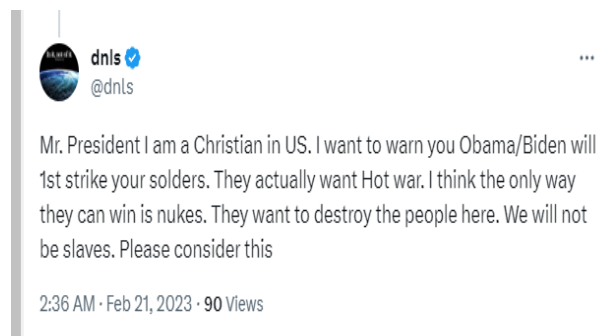 dnls
@dnls
Mr. President I am a Christian in US. I want to warn you Obama/Biden will
1st strike your solders. They actually want Hot war. I think the only way
they can win is nukes. They want to destroy the people here. We will not
be slaves. Please consider this
2:36 AM · Feb 21, 2023 · 90 Views